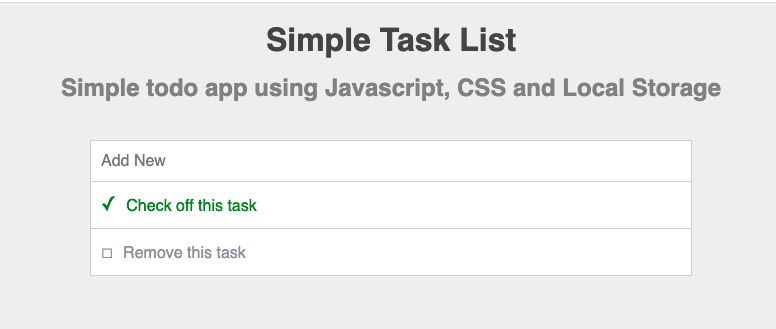 Simple Task List
Simple todo app using Javascript, CSS and Local Storage
Add New
✓ Check off this task
☐ Remove this task